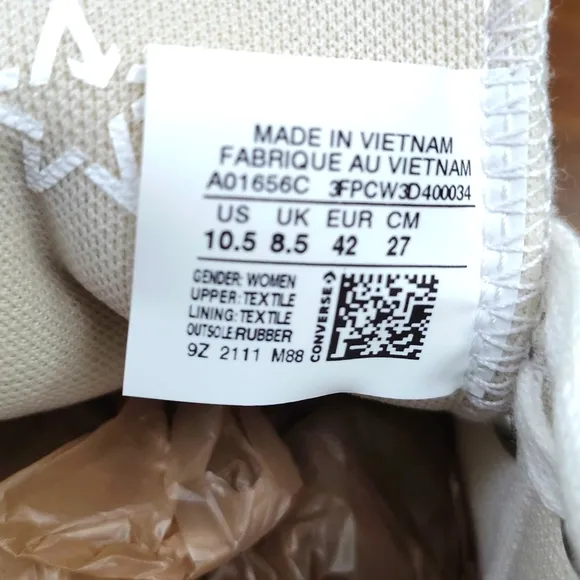 MADE IN VIETNAM
FABRIQUE AU VIETNAM
A01656C 3FPCW3D400034
US UK EUR CM
10.5 8.5 42 27
GENDER: WOMEN
UPPER: TEXTILE
LINING: TEXTILE
OUTSOLE:RUBBER
9Z 2111 M88
CONVERSE